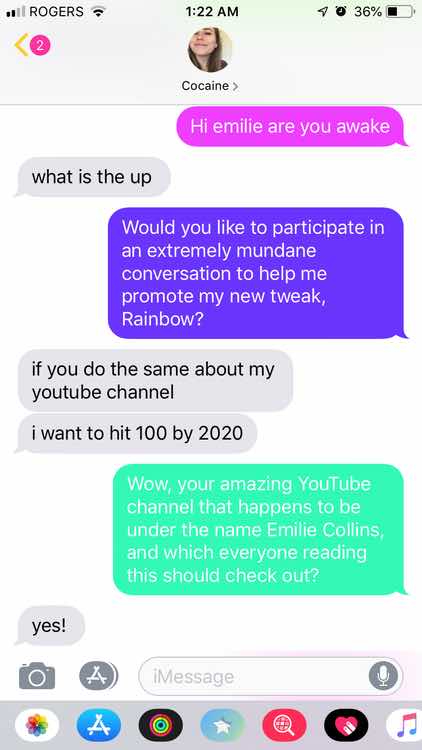 ROGERS 1:22 AM 36%
2
Cocaine >
Hi emilie are you awake
what is the up
Would you like to participate in
an extremely mundane
conversation to help me
promote my new tweak,
Rainbow?
if you do the same about my
youtube channel
i want to hit 100 by 2020
Wow, your amazing YouTube
channel that happens to be
under the name Emilie Collins,
and which everyone reading
this should check out?
yes!
iMessage